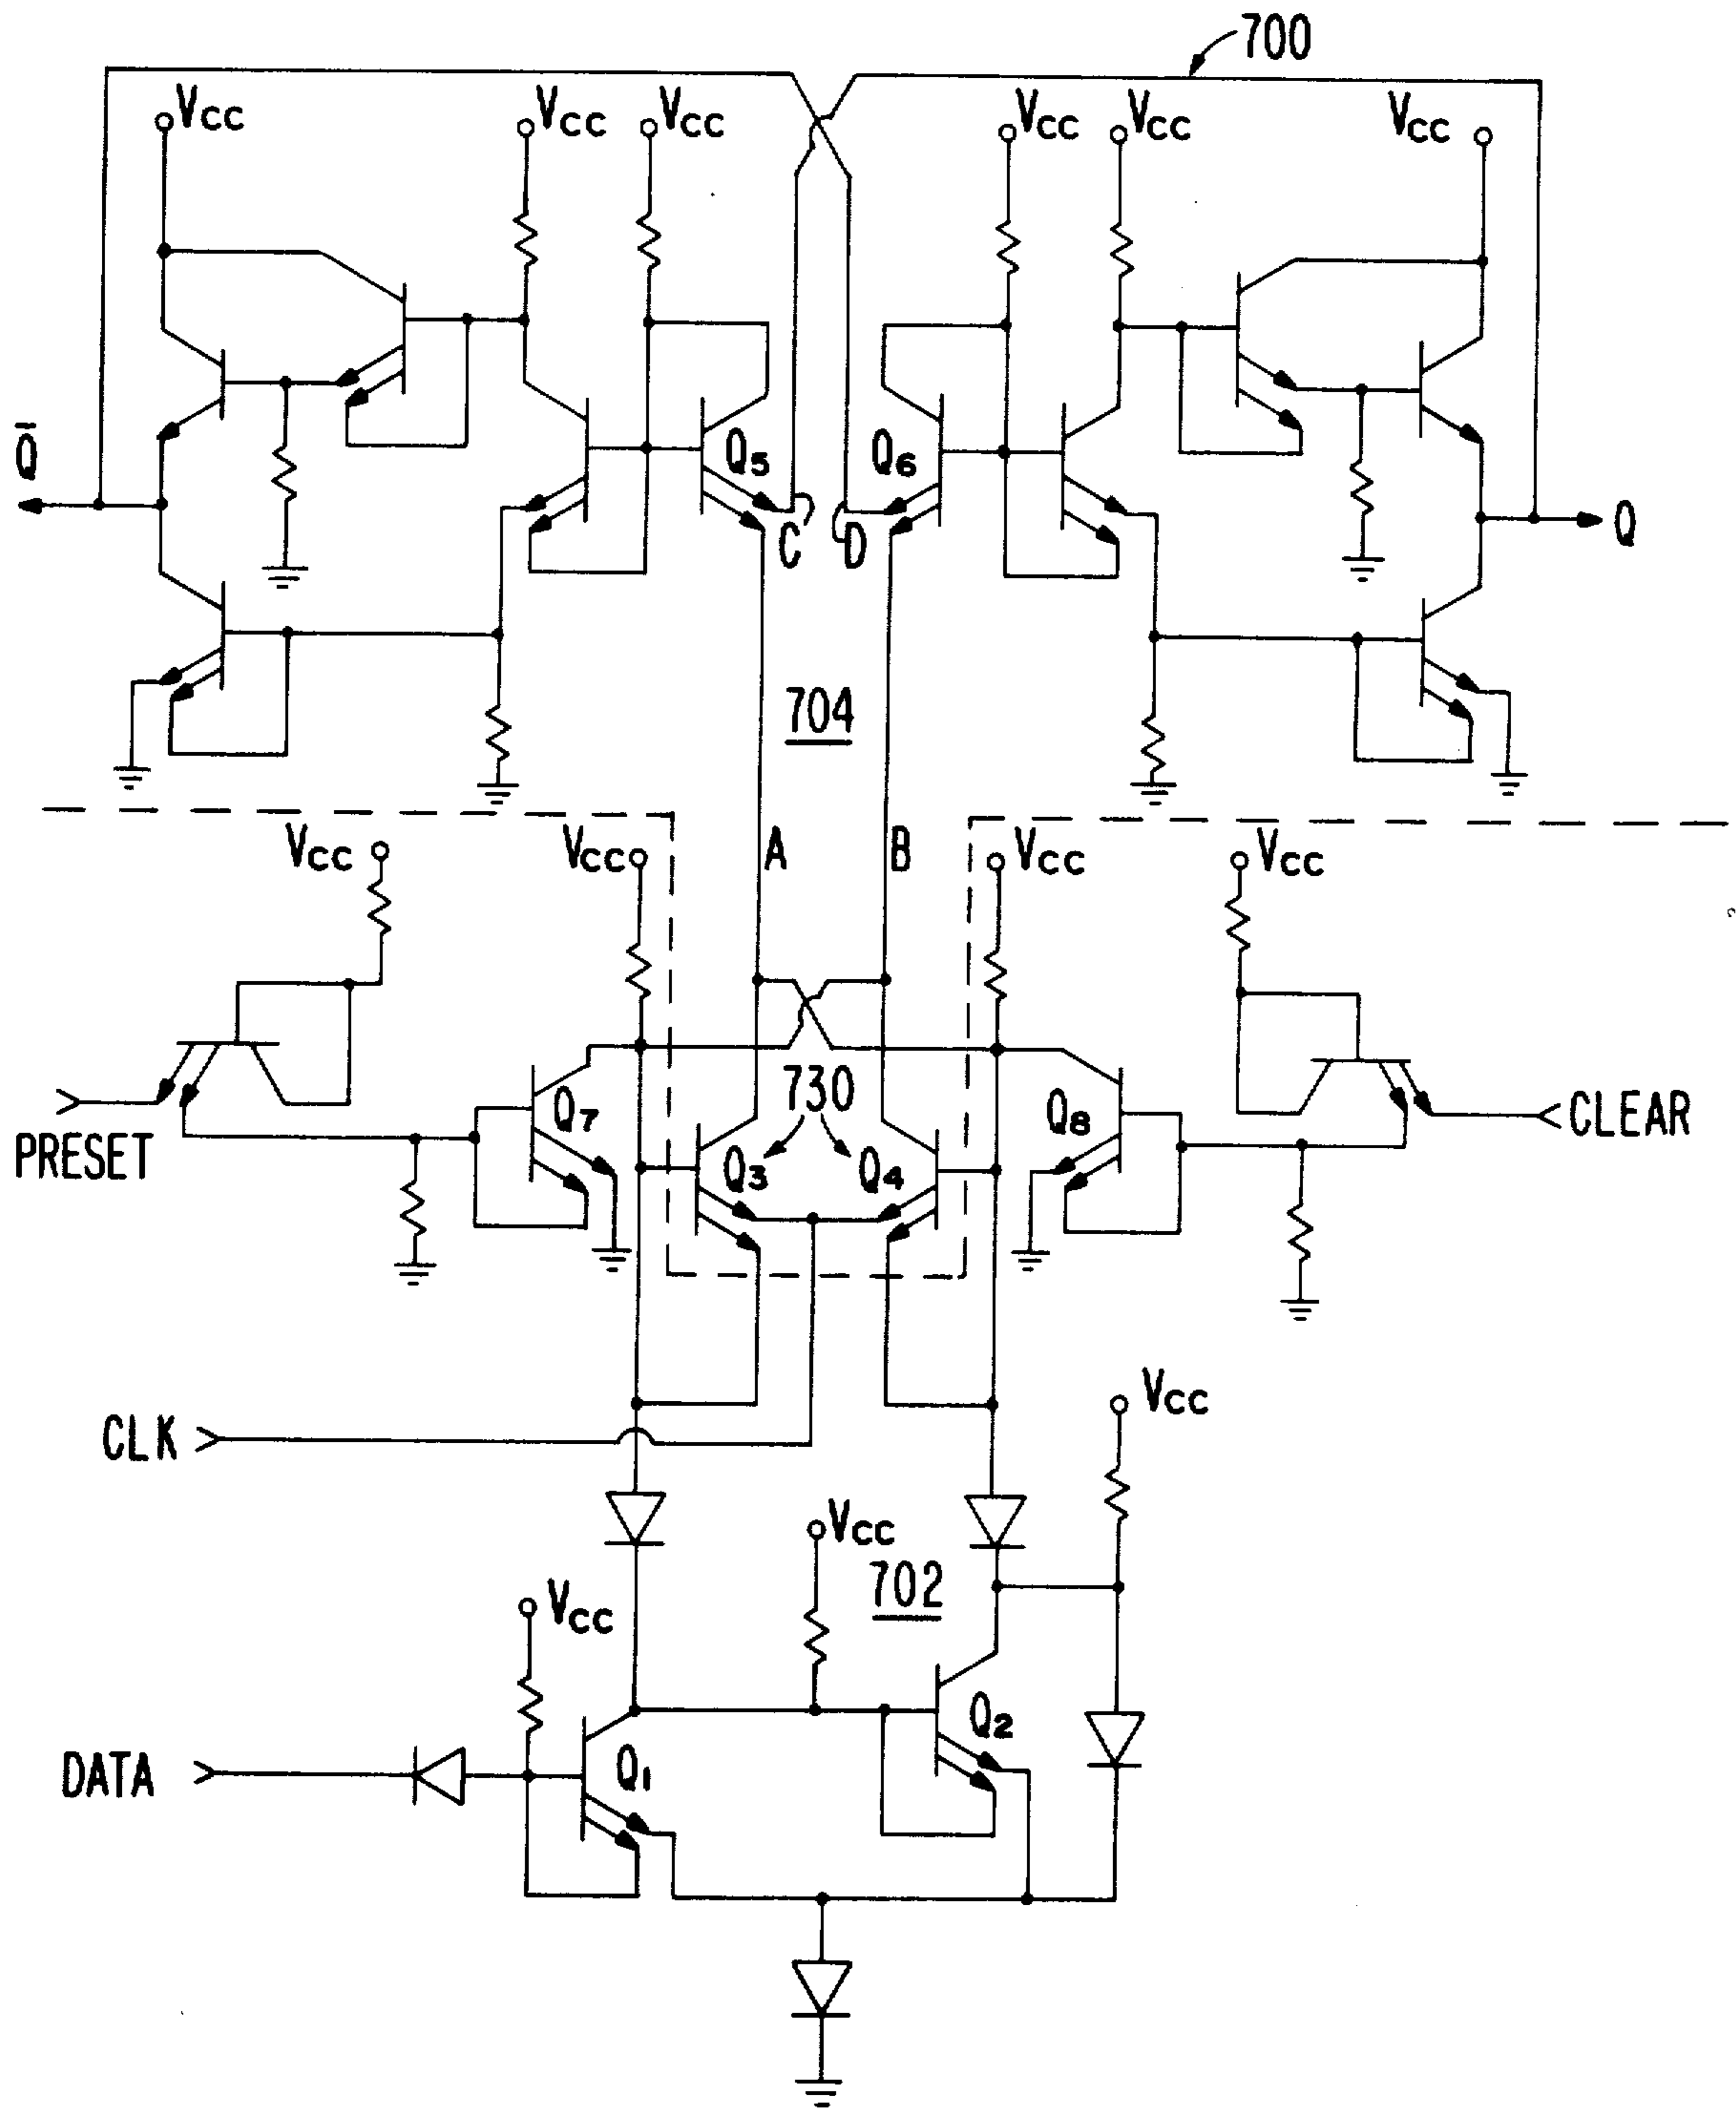 700
VCC VCC VCC VCC VCC VCC
Q̄ Q5 Q6 Q
C D
704
VCC VCC A B VCC VCC
PRESET Q7 730 Q8 CLEAR
Q3 Q4
CLK
VCC
VCC
702
VCC
DATA Q1 Q2